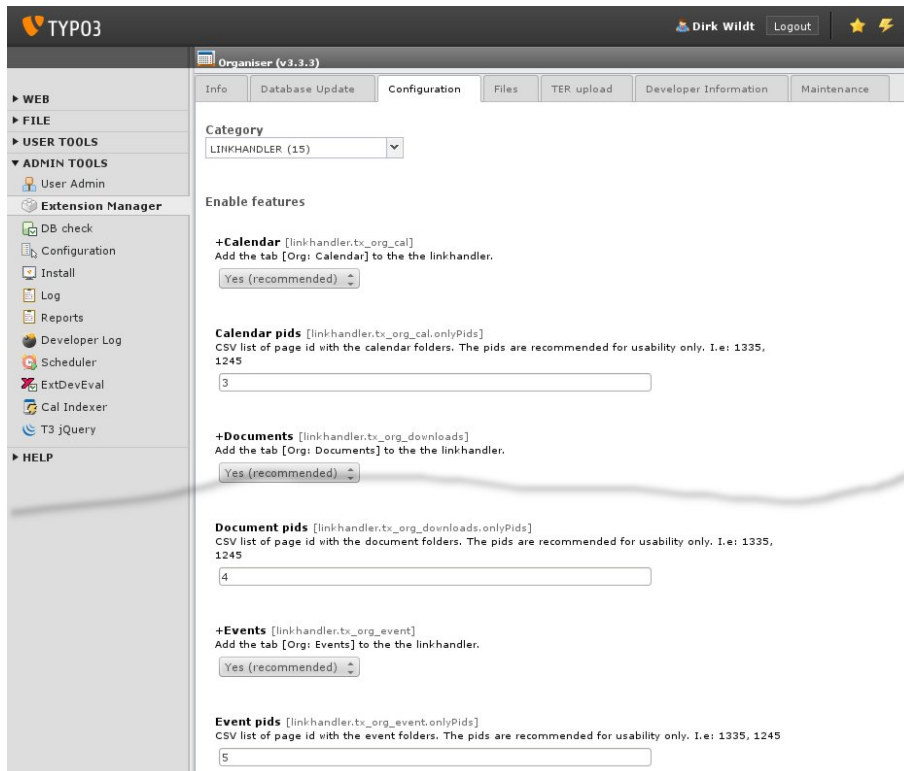 TYPO3
Dirk Wildt Logout
Organiser (v3.3.3)
Info Database Update Configuration Files TER upload Developer Information Maintenance
WEB
FILE
USER TOOLS
ADMIN TOOLS
User Admin
Extension Manager
DB check
Configuration
Install
Log
Reports
Developer Log
Scheduler
ExtDevEval
Cal Indexer
T3 jQuery
HELP
Category
LINKHANDLER (15)
Enable features
+Calendar [linkhandler.tx_org_cal]
Add the tab [Org: Calendar] to the the linkhandler.
Yes (recommended)
Calendar pids [linkhandler.tx_org_cal.onlyPids]
CSV list of page id with the calendar folders. The pids are recommended for usability only. I.e: 1335,
1245
3
+Documents [linkhandler.tx_org_downloads]
Add the tab [Org: Documents] to the the linkhandler.
Yes (recommended)
Document pids [linkhandler.tx_org_downloads.onlyPids]
CSV list of page id with the document folders. The pids are recommended for usability only. I.e: 1335,
1245
4
+Events [linkhandler.tx_org_event]
Add the tab [Org: Events] to the the linkhandler.
Yes (recommended)
Event pids [linkhandler.tx_org_event.onlyPids]
CSV list of page id with the event folders. The pids are recommended for usability only. I.e: 1335, 1245
5